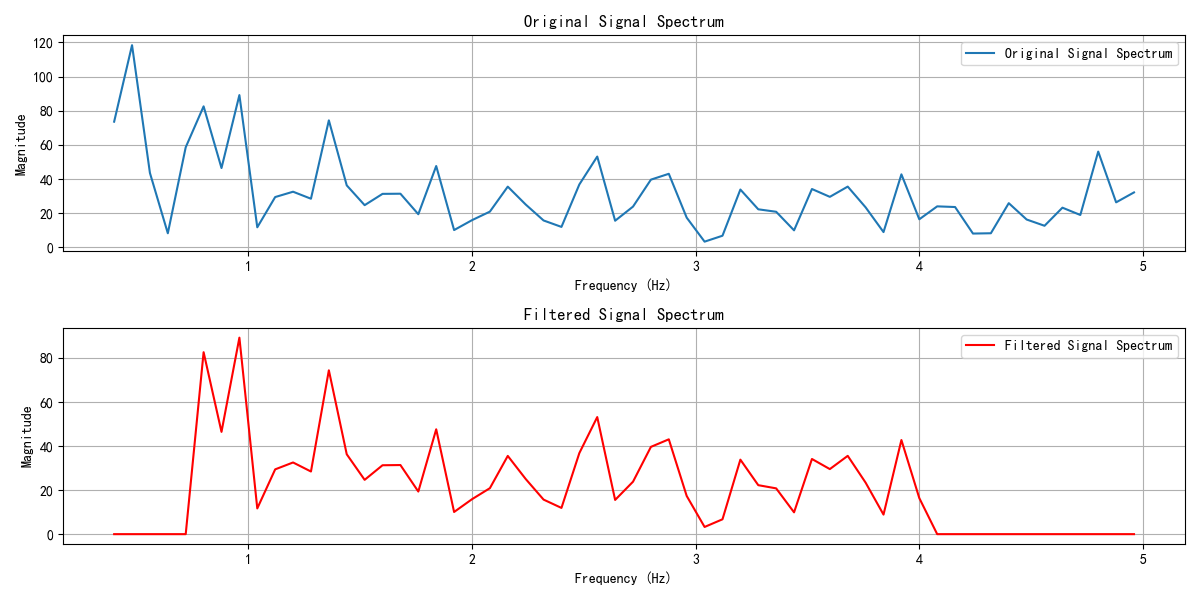 Original Signal Spectrum
120
100
80
60
40
20
0
Magnitude
Original Signal Spectrum
1
2
3
4
5
Frequency (Hz)
Filtered Signal Spectrum
80
60
40
20
0
Magnitude
Filtered Signal Spectrum
1
2
3
4
5
Frequency (Hz)